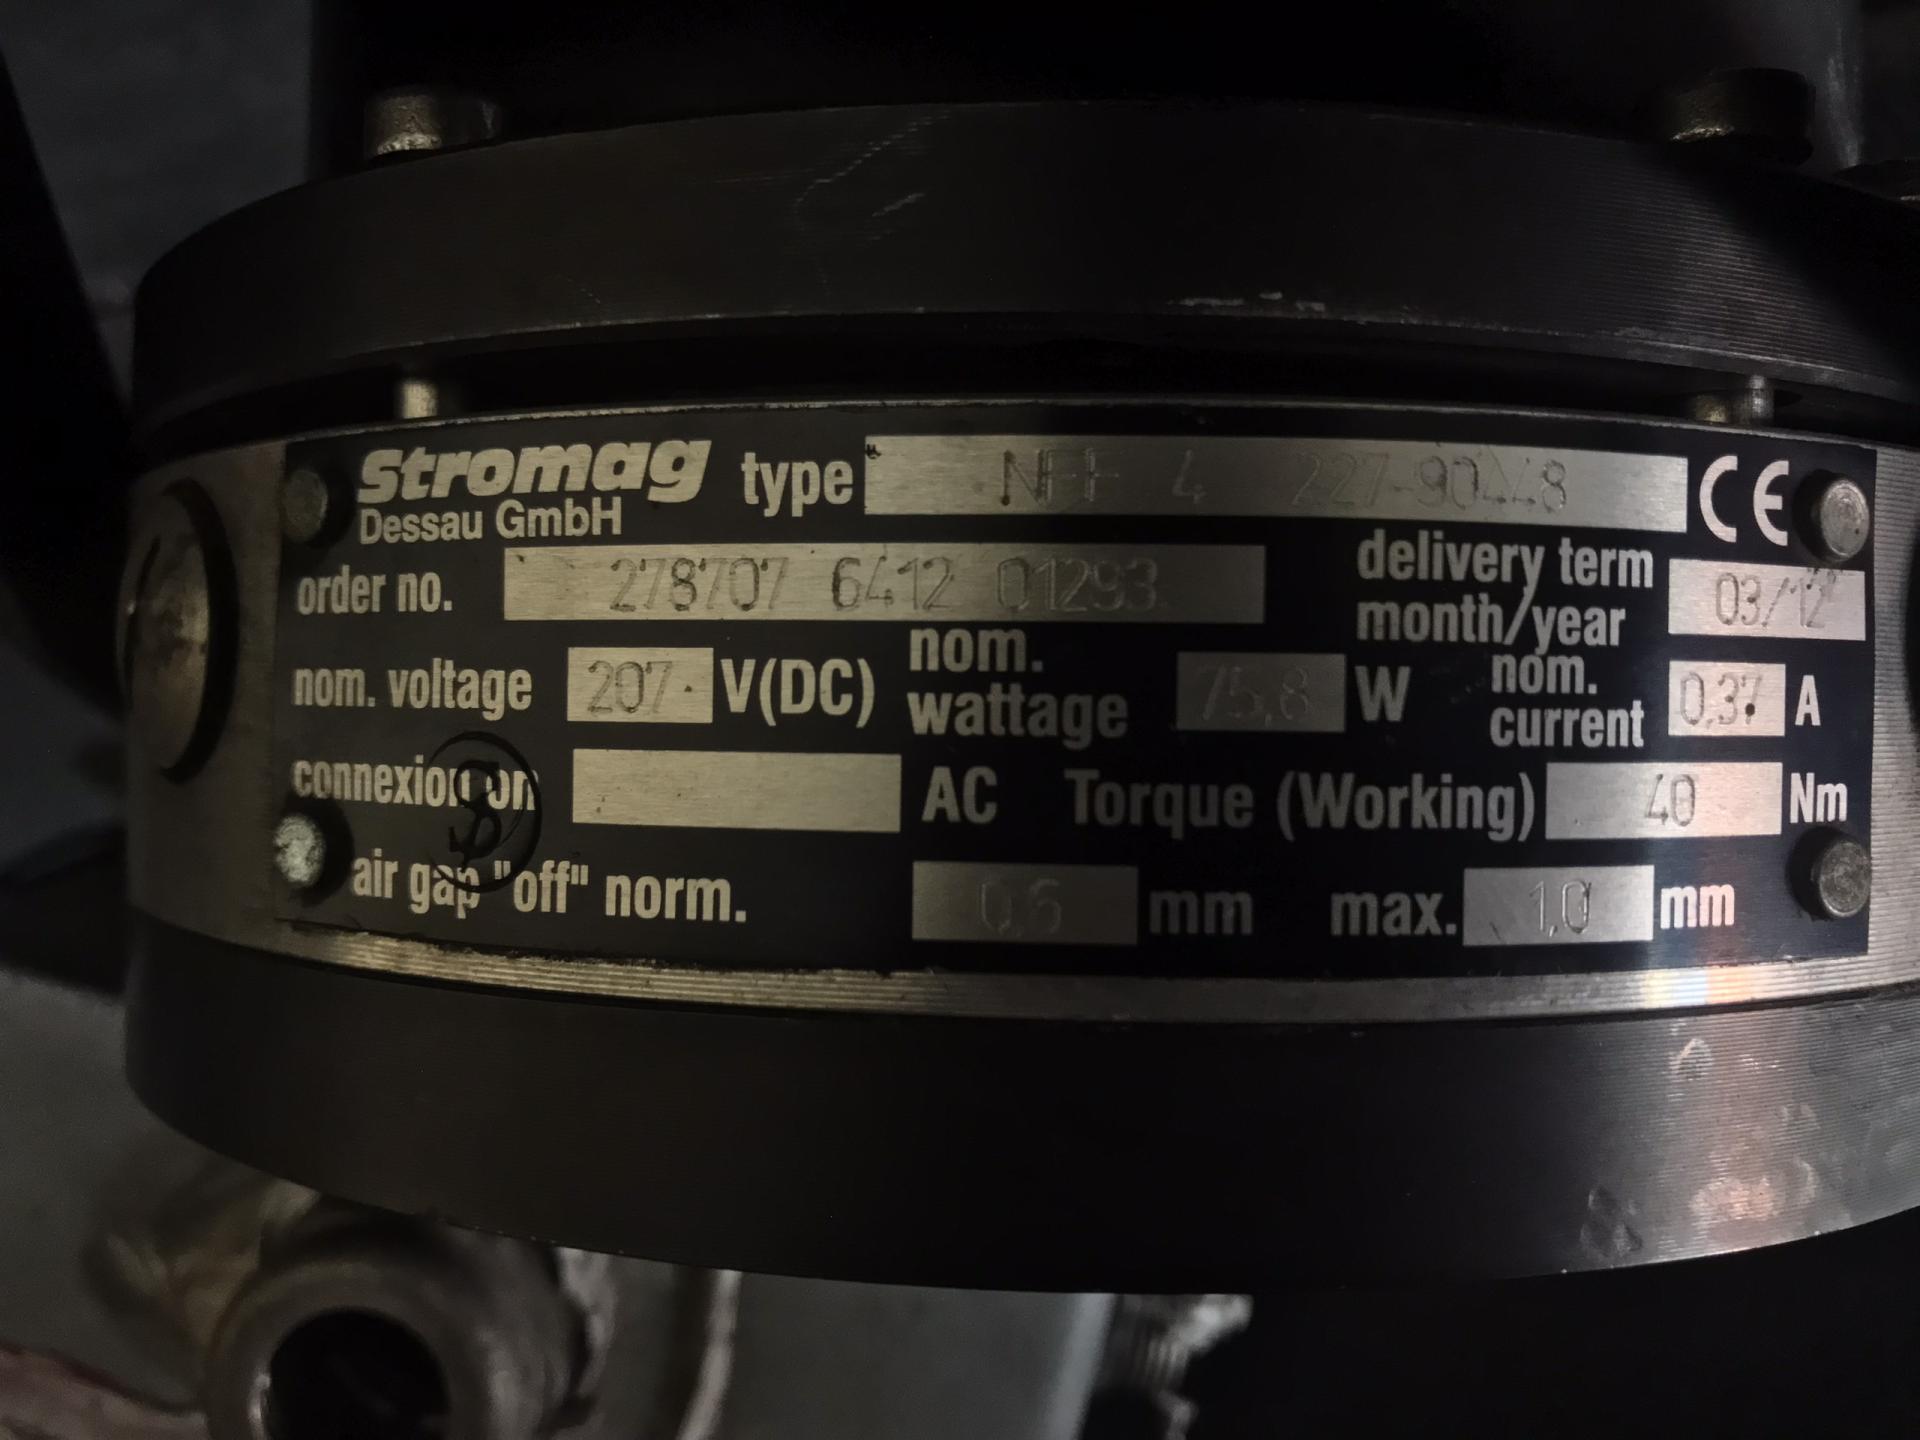 Stromag type NFF 4 227-90448 CE
Dessau GmbH
order no. 278707 6412 01293 delivery term month/year 03/12
nom. voltage 207 V(DC) nom. wattage 75,8 W nom. current 0,37 A
connexion on AC Torque (Working) 40 Nm
air gap "off" norm. 0,6 mm max. 1,0 mm